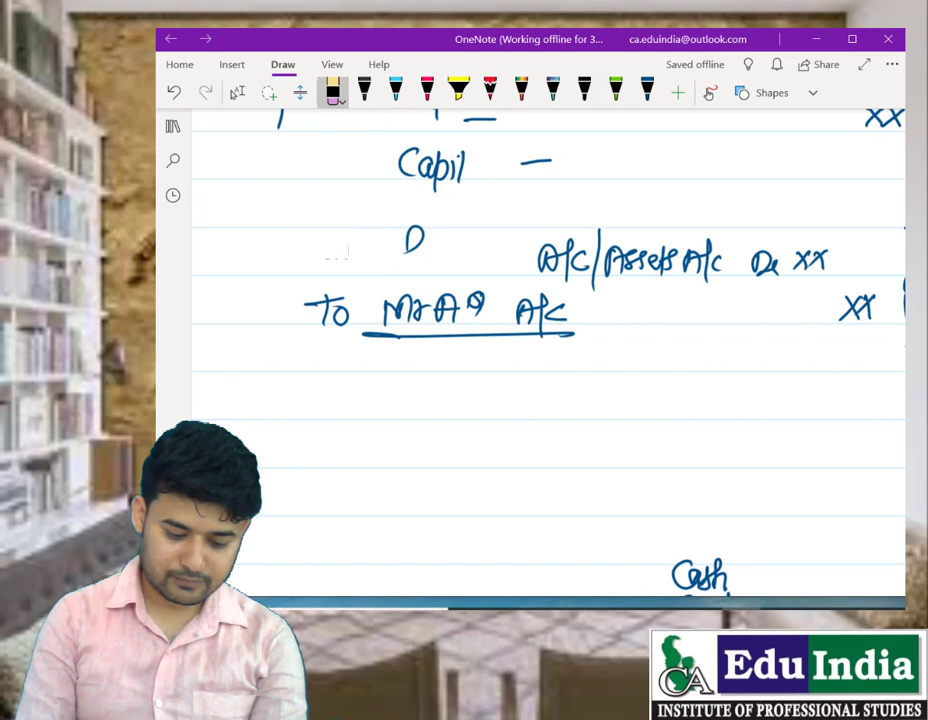 OneNote (Working offline for 3... ca.eduindia@outlook.com
Home Insert Draw View Help Saved offline Share
Shapes
xx
Capil —
D A/c/Assets A/c Dr xx
To A/c xx
Cash
CA Edu India
INSTITUTE OF PROFESSIONAL STUDIES